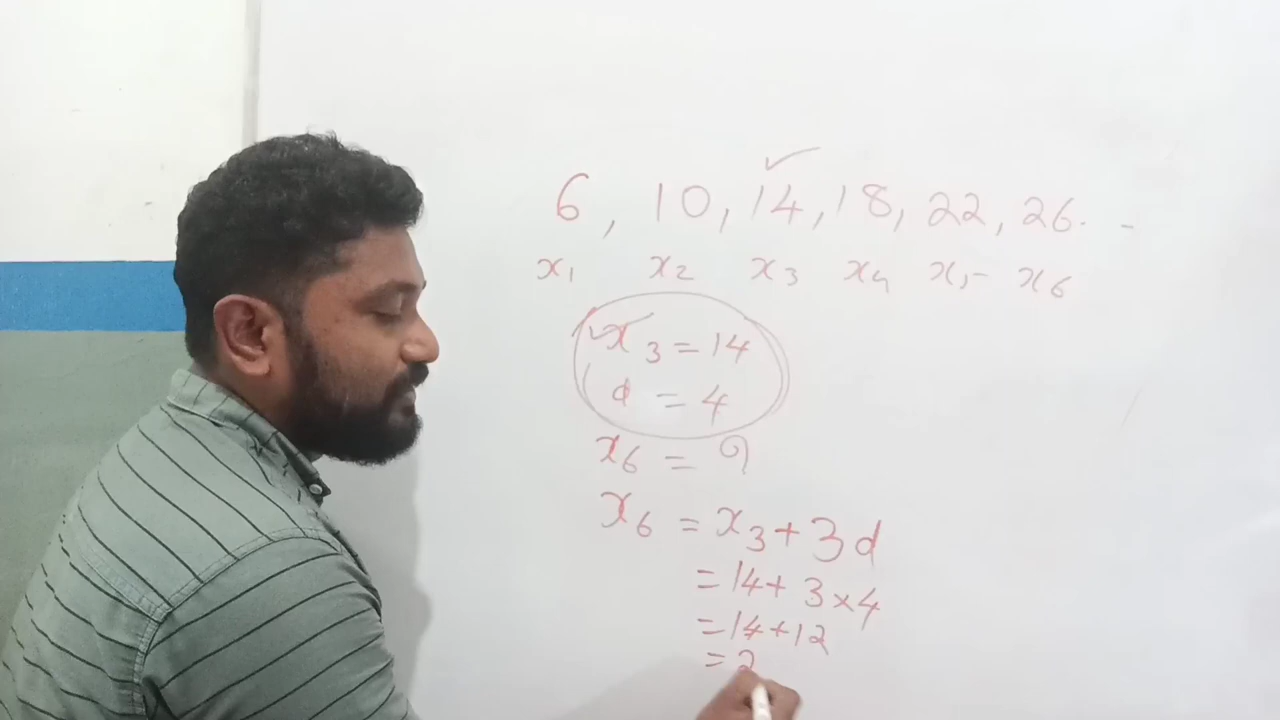 6, 10, 14, 18, 22, 26. -
x₁ x₂ x₃ x₄ x₅ x₆
x₃ = 14
d = 4
x₆ = ?
x₆ = x₃ + 3d
= 14 + 3 × 4
= 14 + 12
= 2